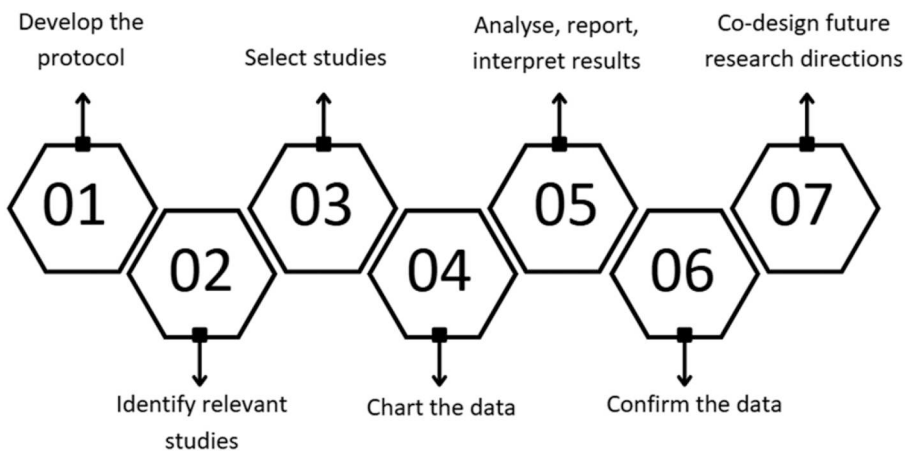 Develop the
protocol
Select studies
Analyse, report,
interpret results
Co-design future
research directions
01
02
03
04
05
06
07
Identify relevant
studies
Chart the data
Confirm the data